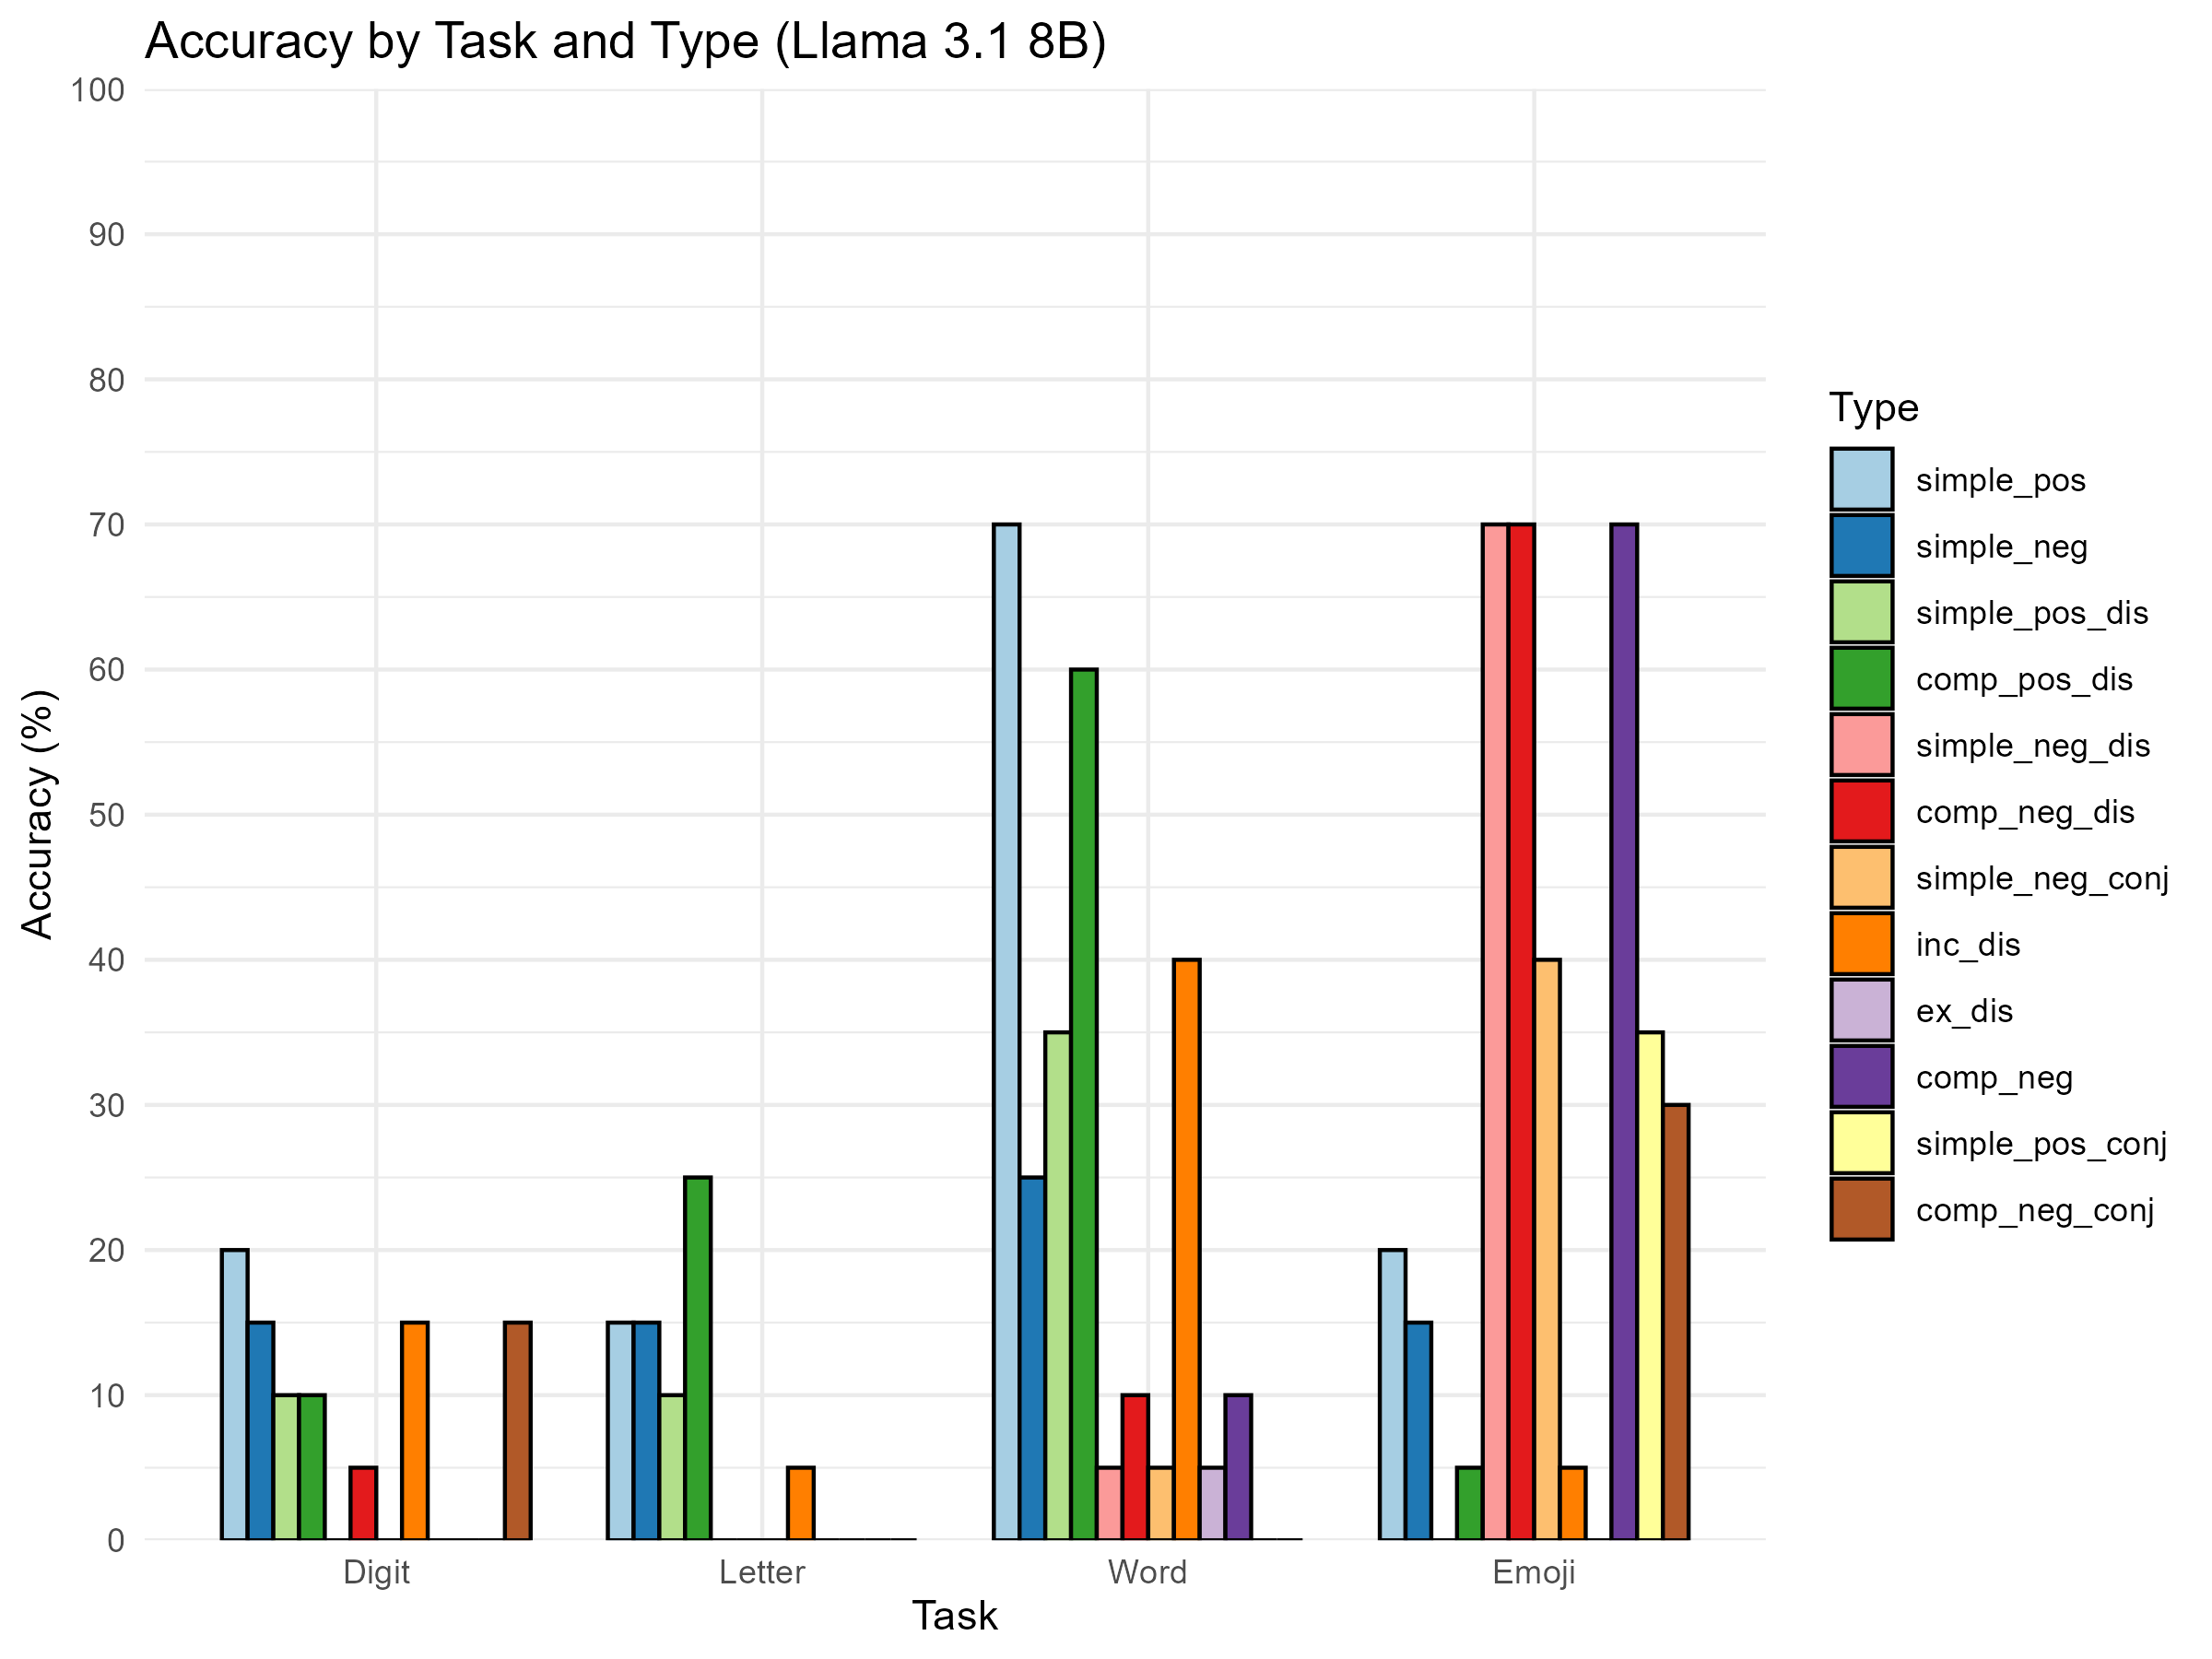 Accuracy by Task and Type (Llama 3.1 8B)
100
90
80
70
60
50
40
30
20
10
0
Accuracy (%)
Digit
Letter
Word
Emoji
Task
Type
simple_pos
simple_neg
simple_pos_dis
comp_pos_dis
simple_neg_dis
comp_neg_dis
simple_neg_conj
inc_dis
ex_dis
comp_neg
simple_pos_conj
comp_neg_conj